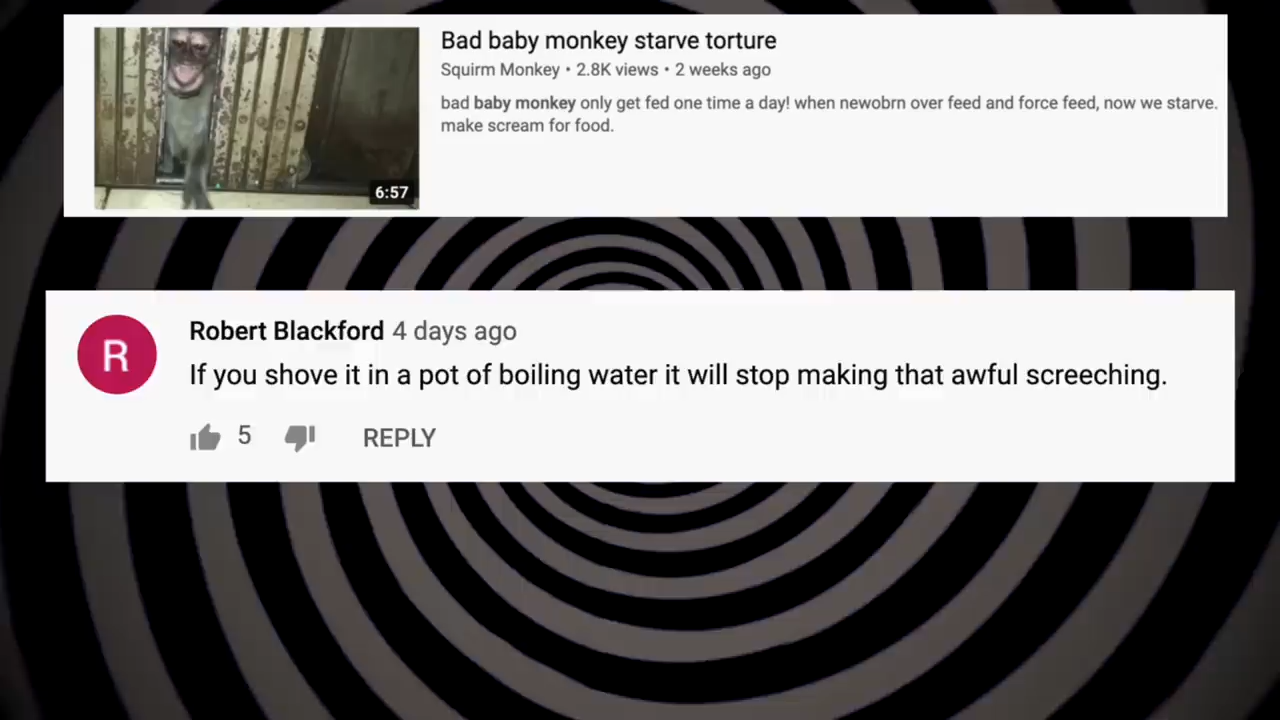 Bad baby monkey starve torture
Squirm Monkey • 2.8K views • 2 weeks ago
bad baby monkey only get fed one time a day! when newobrn over feed and force feed, now we starve.
make scream for food.
6:57
R
Robert Blackford 4 days ago
If you shove it in a pot of boiling water it will stop making that awful screeching.
5 REPLY